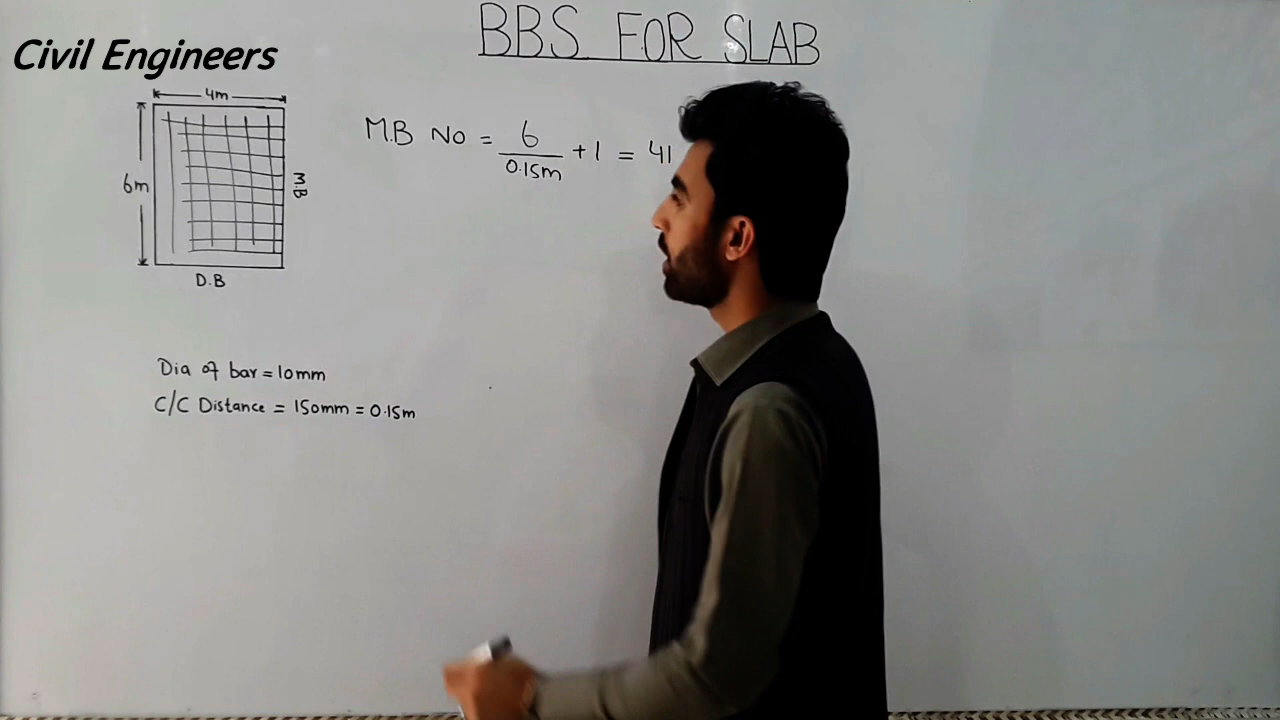 BBS FOR SLAB
Civil Engineers
4m
6m
M.B
D.B
M.B No = 6/0.15m + 1 = 41
Dia of bar = 10mm
C/C Distance = 150mm = 0.15m